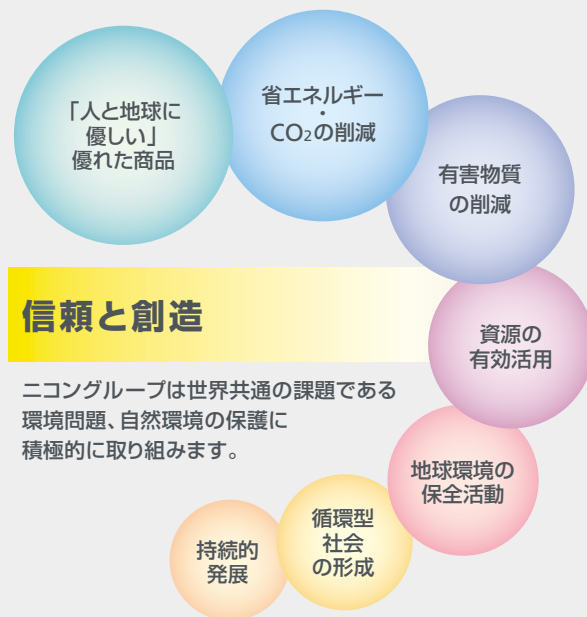 「人と地球に
優しい」
優れた商品
省エネルギー
・
CO₂の削減
有害物質
の削減
信頼と創造
資源の
有効活用
ニコングループは世界共通の課題である
環境問題、自然環境の保護に
積極的に取り組みます。
地球環境の
保全活動
循環型
社会
の形成
持続的
発展